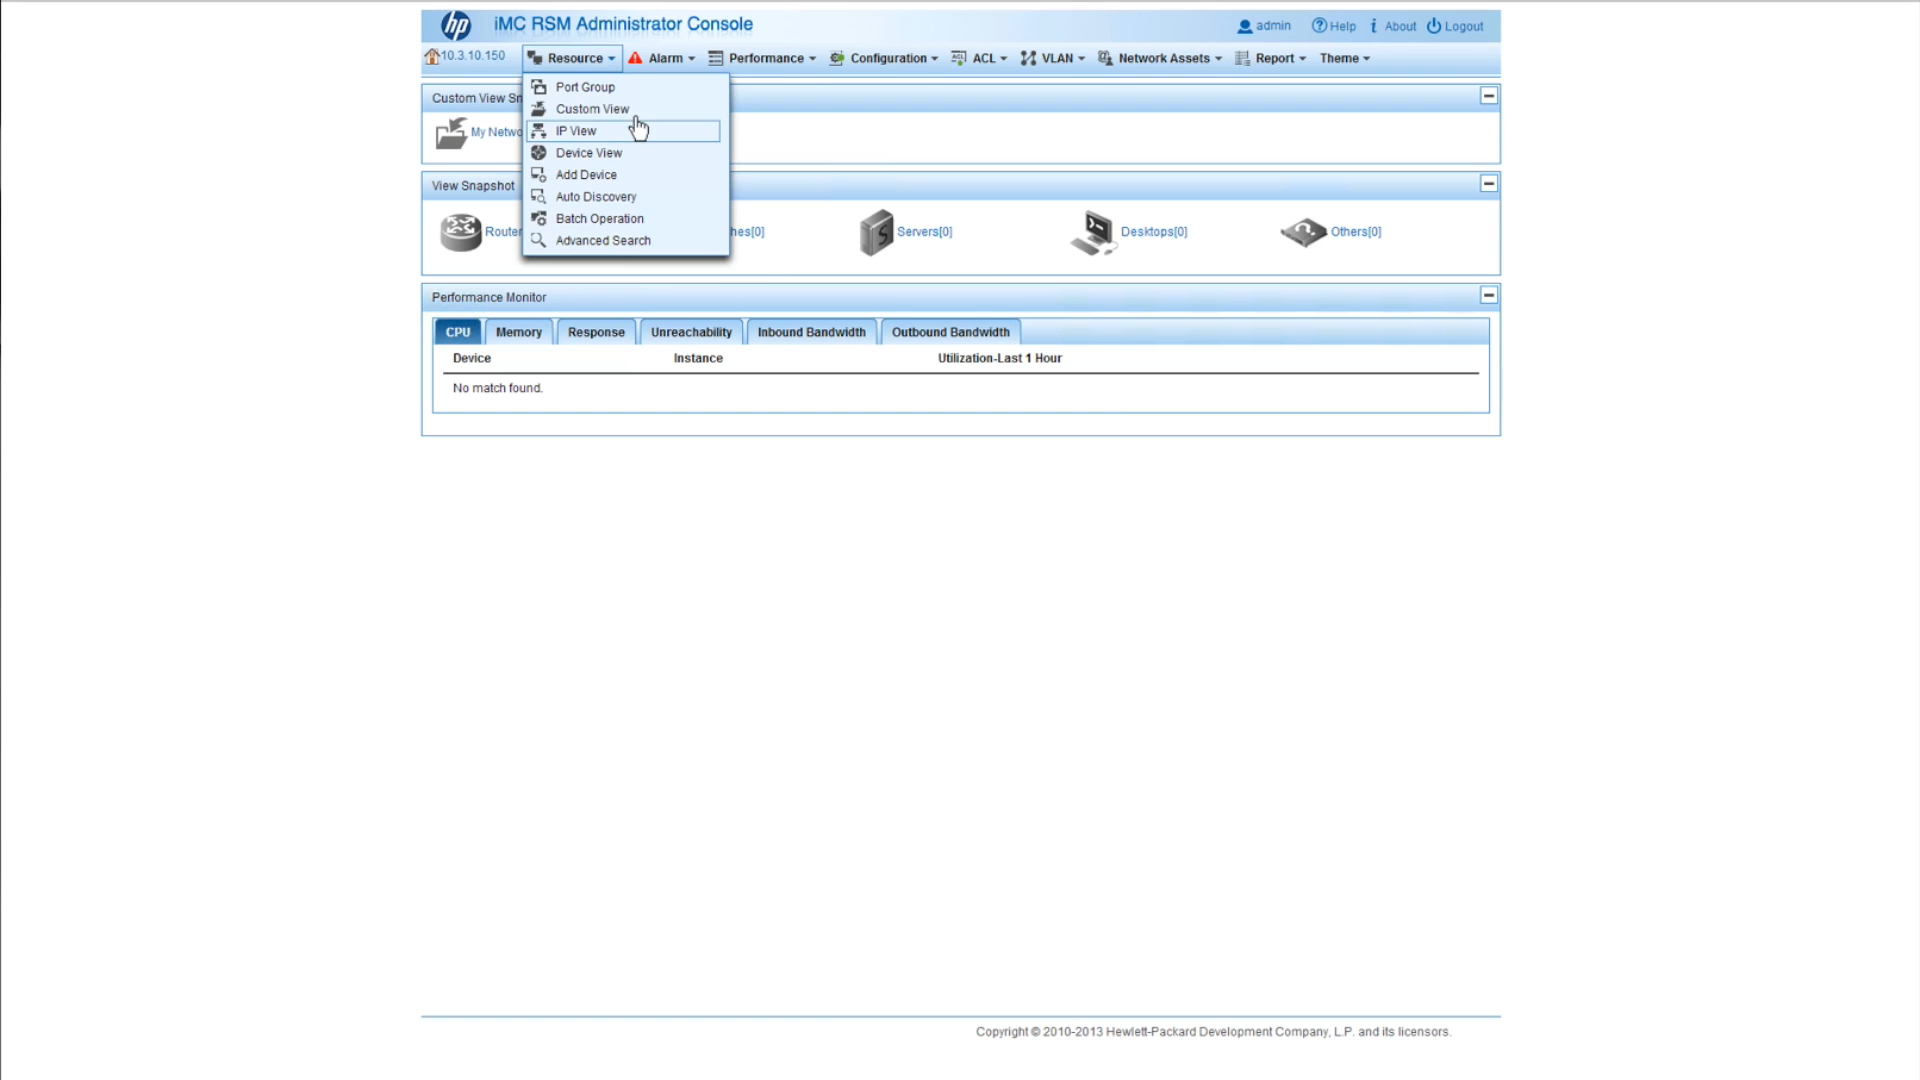 hp iMC RSM Administrator Console admin Help About Logout
10.3.10.150 Resource Alarm Performance Configuration ACL VLAN Network Assets Report Theme
Custom View Sn
My Netwo
Port Group
Custom View
IP View
Device View
Add Device
Auto Discovery
Batch Operation
Advanced Search
View Snapshot
Router hes[0] Servers[0] Desktops[0] Others[0]
Performance Monitor
CPU Memory Response Unreachability Inbound Bandwidth Outbound Bandwidth
Device Instance Utilization-Last 1 Hour
No match found.
Copyright © 2010-2013 Hewlett-Packard Development Company, L.P. and its licensors.